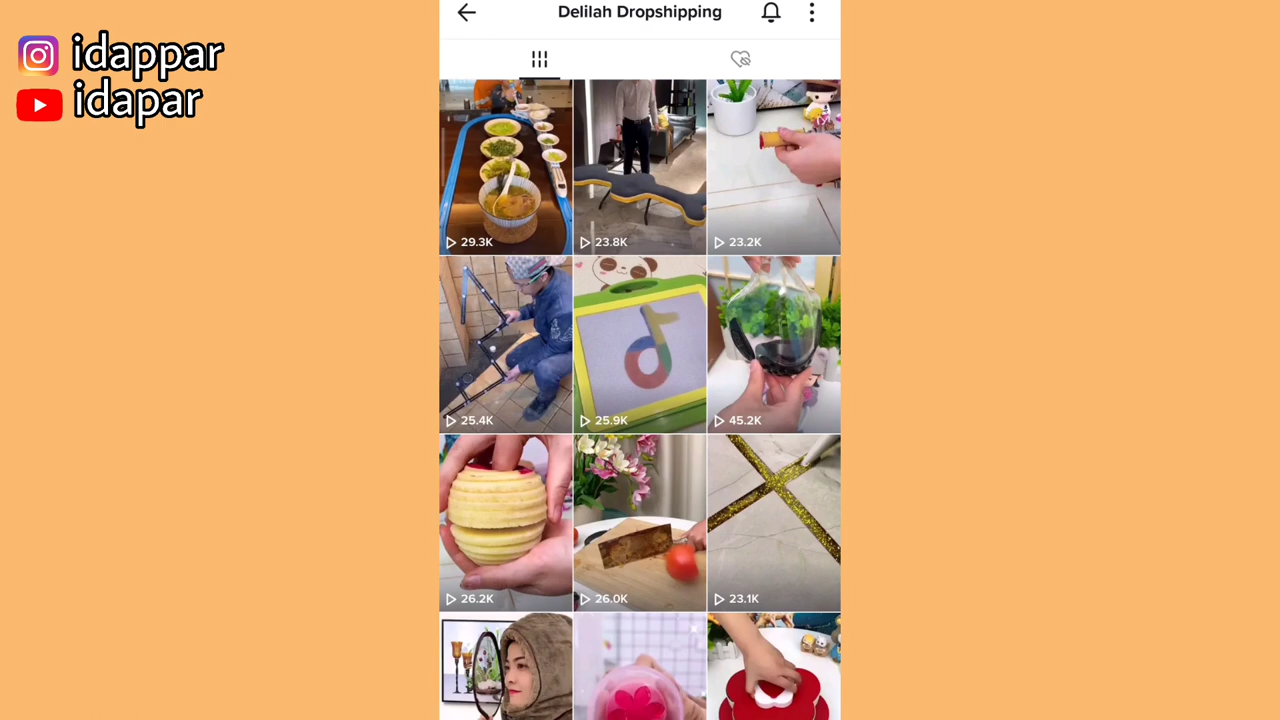 idappar
idapar
Delilah Dropshipping
29.3K
23.8K
23.2K
25.4K
25.9K
45.2K
26.2K
26.0K
23.1K